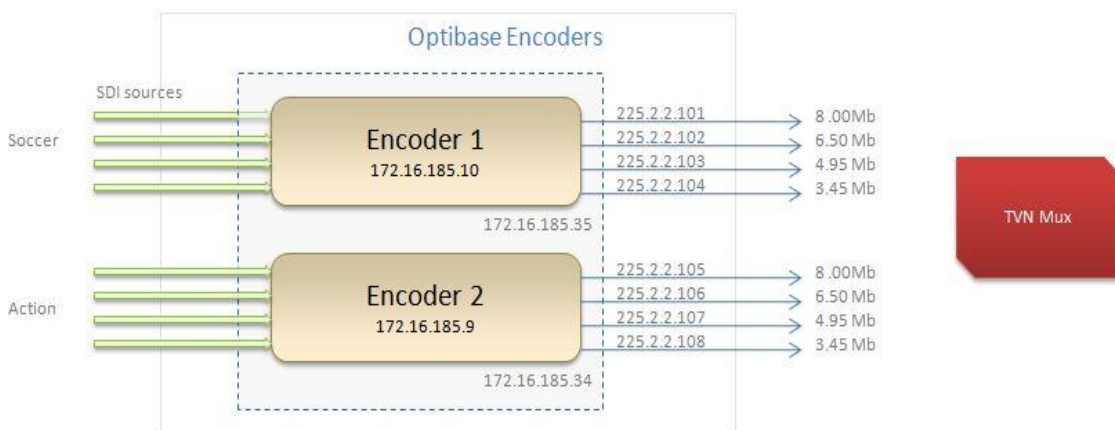 Optibase Encoders
SDI sources
Soccer
Encoder 1
172.16.185.10
225.2.2.101
225.2.2.102
225.2.2.103
225.2.2.104
8 .00Mb
6.50 Mb
4.95 Mb
3.45 Mb
172.16.185.35
TVN Mux
Action
Encoder 2
172.16.185.9
225.2.2.105
225.2.2.106
225.2.2.107
225.2.2.108
8 .00Mb
6.50 Mb
4.95 Mb
3.45 Mb
172.16.185.34